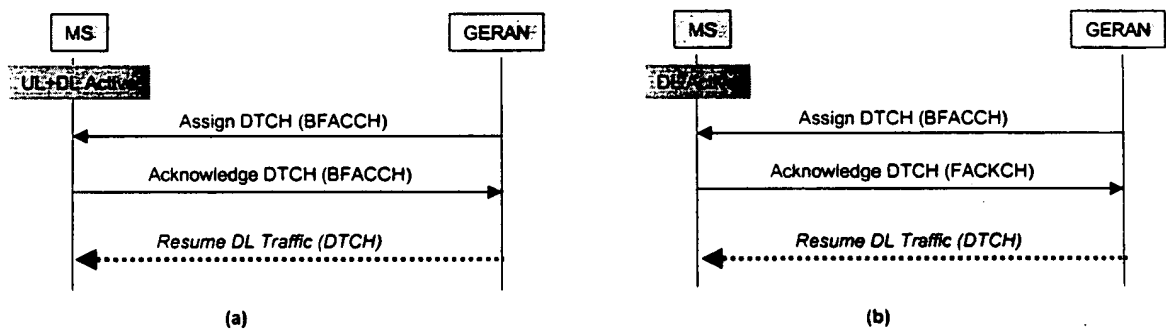 MS
GERAN
UL+DL Active
Assign DTCH (BFACCH)
Acknowledge DTCH (BFACCH)
Resume DL Traffic (DTCH)
(a)
MS
GERAN
DL Active
Assign DTCH (BFACCH)
Acknowledge DTCH (FACKCH)
Resume DL Traffic (DTCH)
(b)